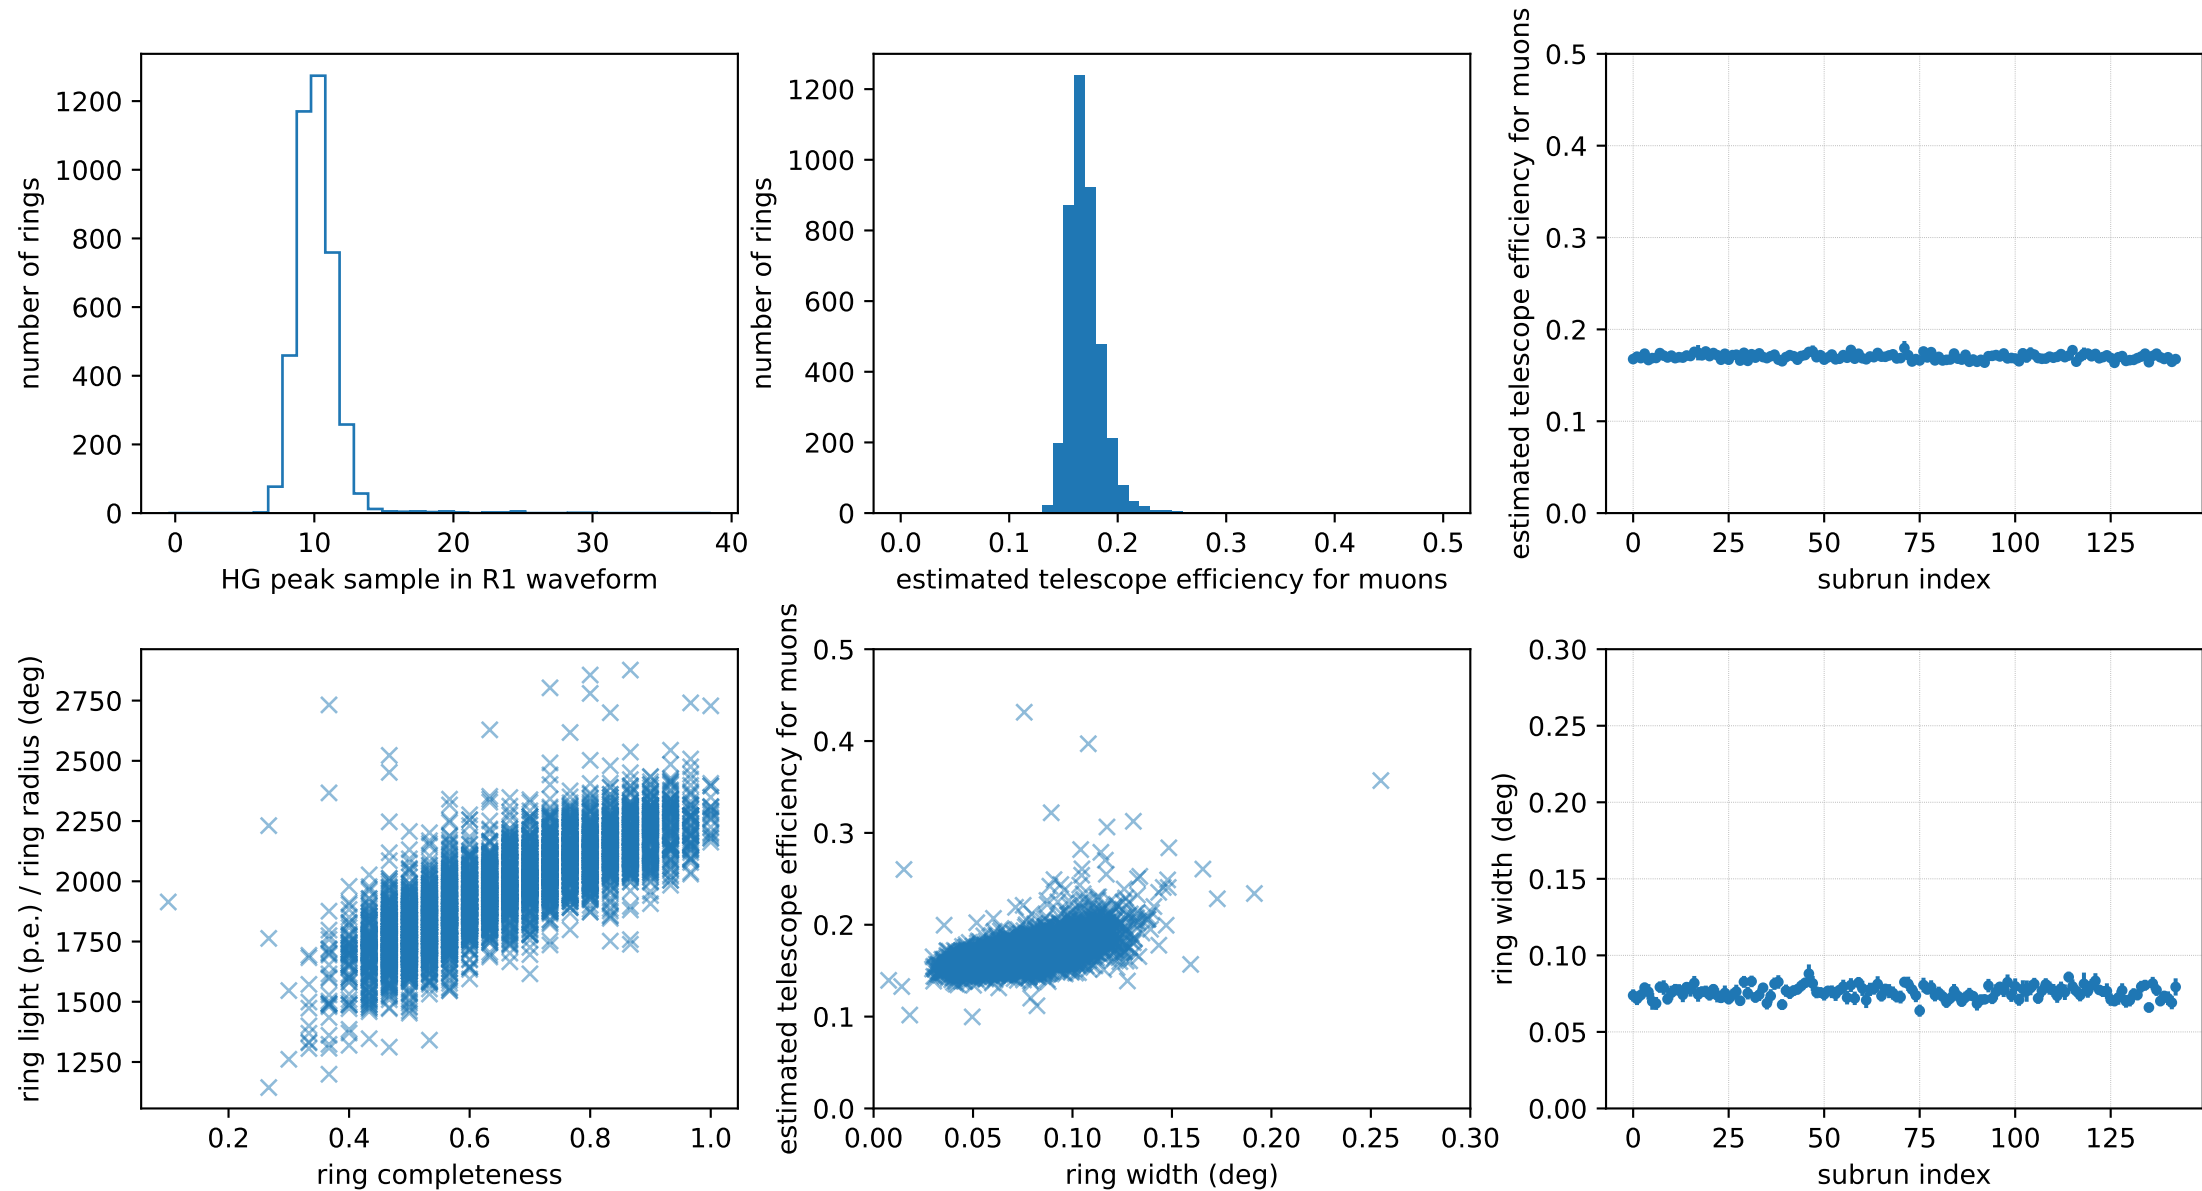 number of rings
1200
1000
800
600
400
200
0
0 10 20 30 40
HG peak sample in R1 waveform
number of rings
1200
1000
800
600
400
200
0
0.0 0.1 0.2 0.3 0.4 0.5
estimated telescope efficiency for muons
estimated telescope efficiency for muons
0.5
0.4
0.3
0.2
0.1
0.0
0 25 50 75 100 125
subrun index
ring light (p.e.) / ring radius (deg)
2750
2500
2250
2000
1750
1500
1250
0.2 0.4 0.6 0.8 1.0
ring completeness
estimated telescope efficiency for muons
0.5
0.4
0.3
0.2
0.1
0.0
0.00 0.05 0.10 0.15 0.20 0.25 0.30
ring width (deg)
ring width (deg)
0.30
0.25
0.20
0.15
0.10
0.05
0.00
0 25 50 75 100 125
subrun index